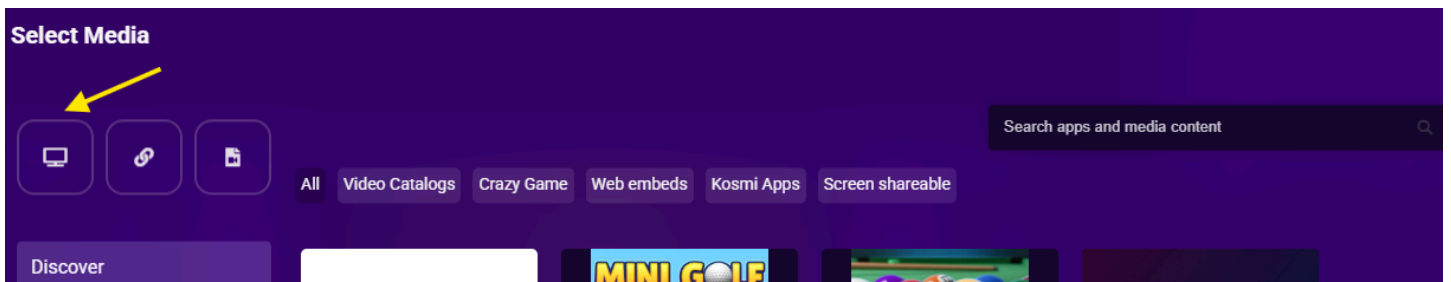 Select Media
Search apps and media content
All Video Catalogs Crazy Game Web embeds Kosmi Apps Screen shareable
Discover
MINI GOLF